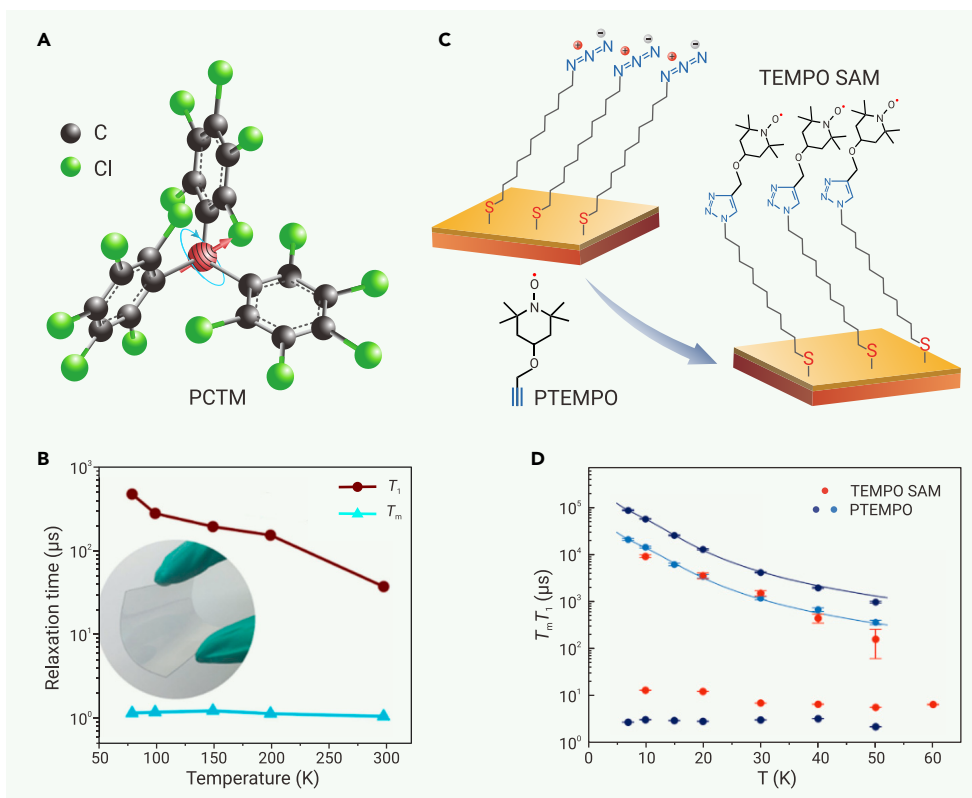 A
C
Cl
PCTM
C
N N N
N N N
N N N
S S S
TEMPO SAM
N O•
N O•
N O•
O O O
N N N
N N N
N N N
S S S
O
N
O
PTEMPO
B
10³
10²
10¹
10⁰
Relaxation time (μs)
T₁
Tₘ
50 100 150 200 250 300
Temperature (K)
D
10⁵
10⁴
10³
10²
10¹
10⁰
TₘT₁ (μs)
TEMPO SAM
PTEMPO
0 10 20 30 40 50 60
T (K)